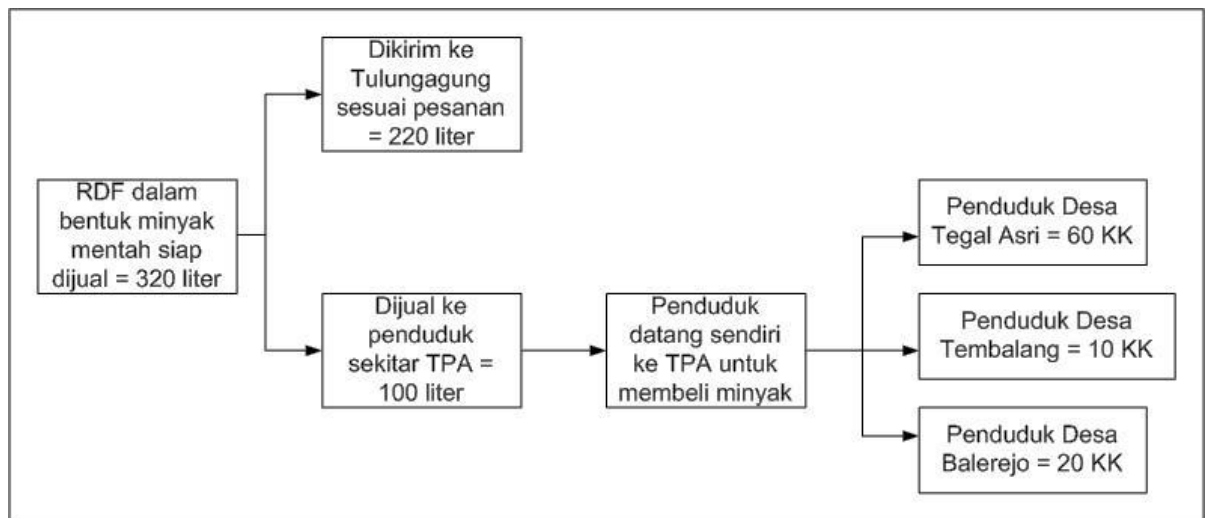 Dikirim ke
Tulungagung
sesuai pesanan
= 220 liter
RDF dalam
bentuk minyak
mentah siap
dijual = 320 liter
Dijual ke
penduduk
sekitar TPA =
100 liter
Penduduk
datang sendiri
ke TPA untuk
membeli minyak
Penduduk Desa
Tegal Asri = 60 KK
Penduduk Desa
Tembalang = 10 KK
Penduduk Desa
Balerejo = 20 KK